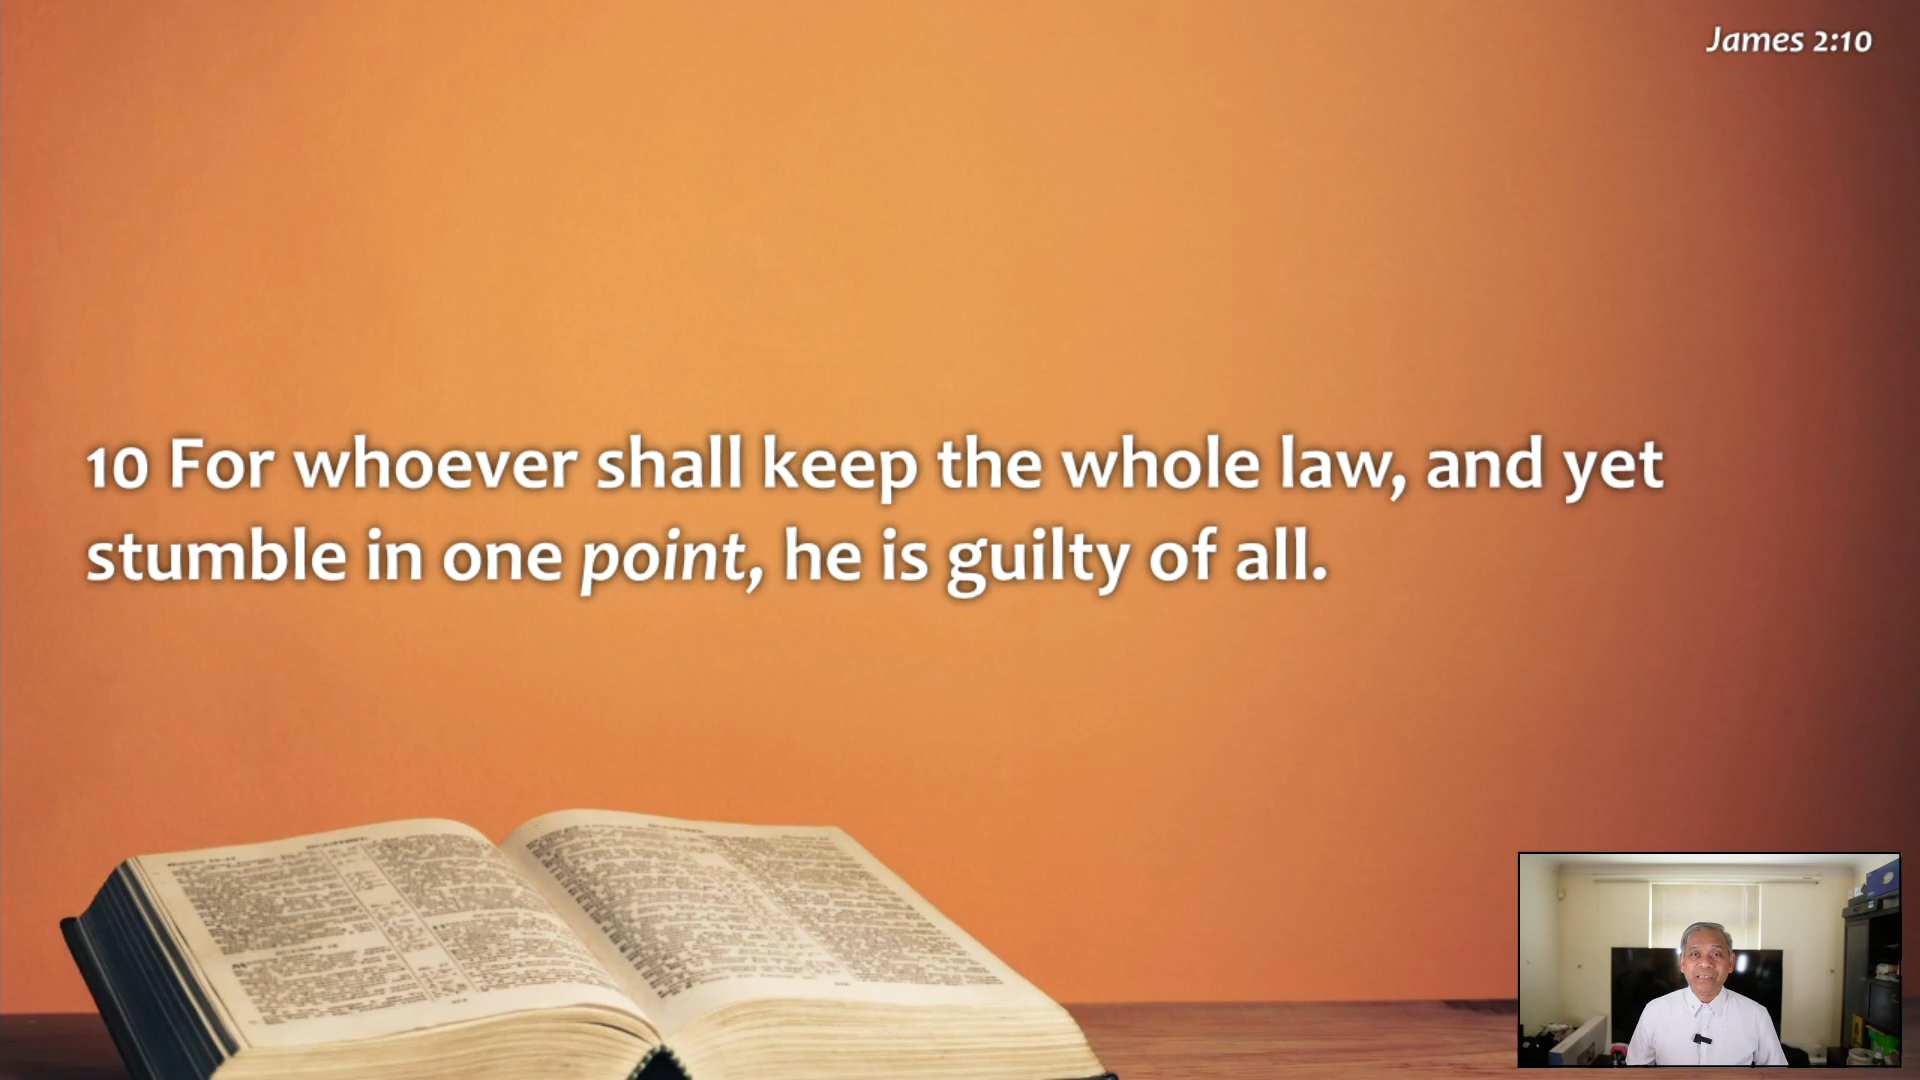 James 2:10
10 For whoever shall keep the whole law, and yet
stumble in one point, he is guilty of all.